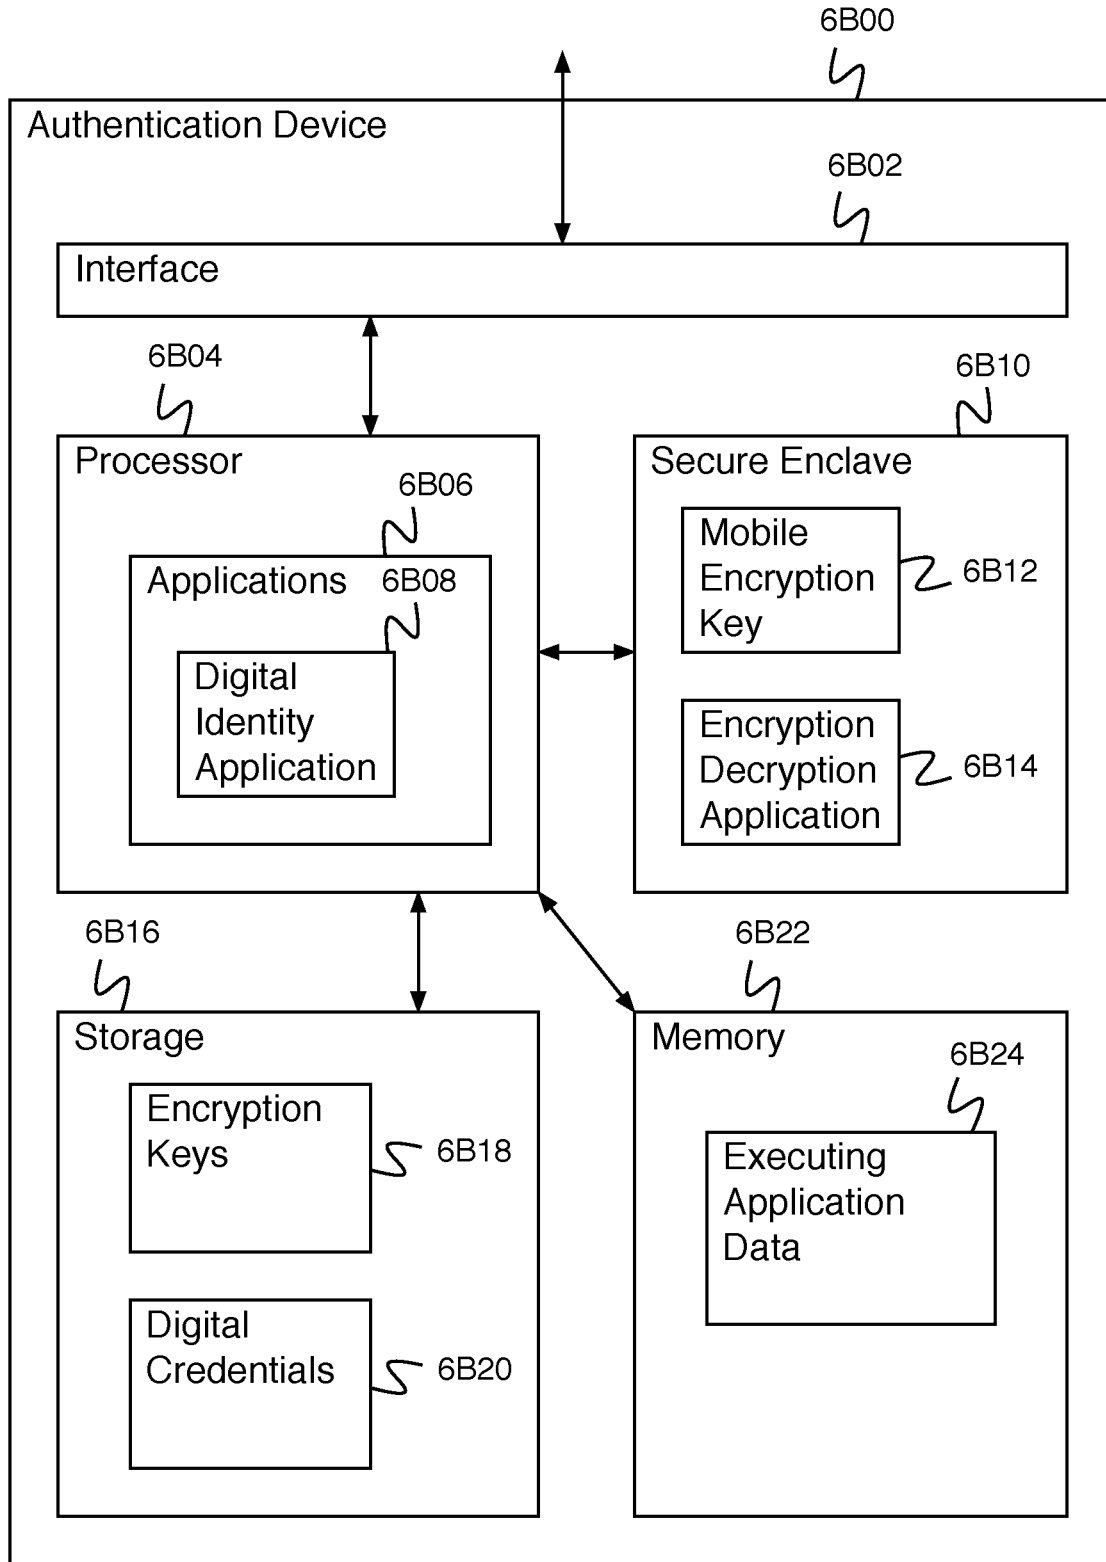 6B00
Authentication Device
6B02
Interface
6B04
6B10
Processor
Secure Enclave
6B06
Mobile
Encryption
Key
6B12
Applications
6B08
Digital
Identity
Application
Encryption
Decryption
Application
6B14
6B16
6B22
Storage
Memory
6B24
Encryption
Keys
6B18
Executing
Application
Data
Digital
Credentials
6B20